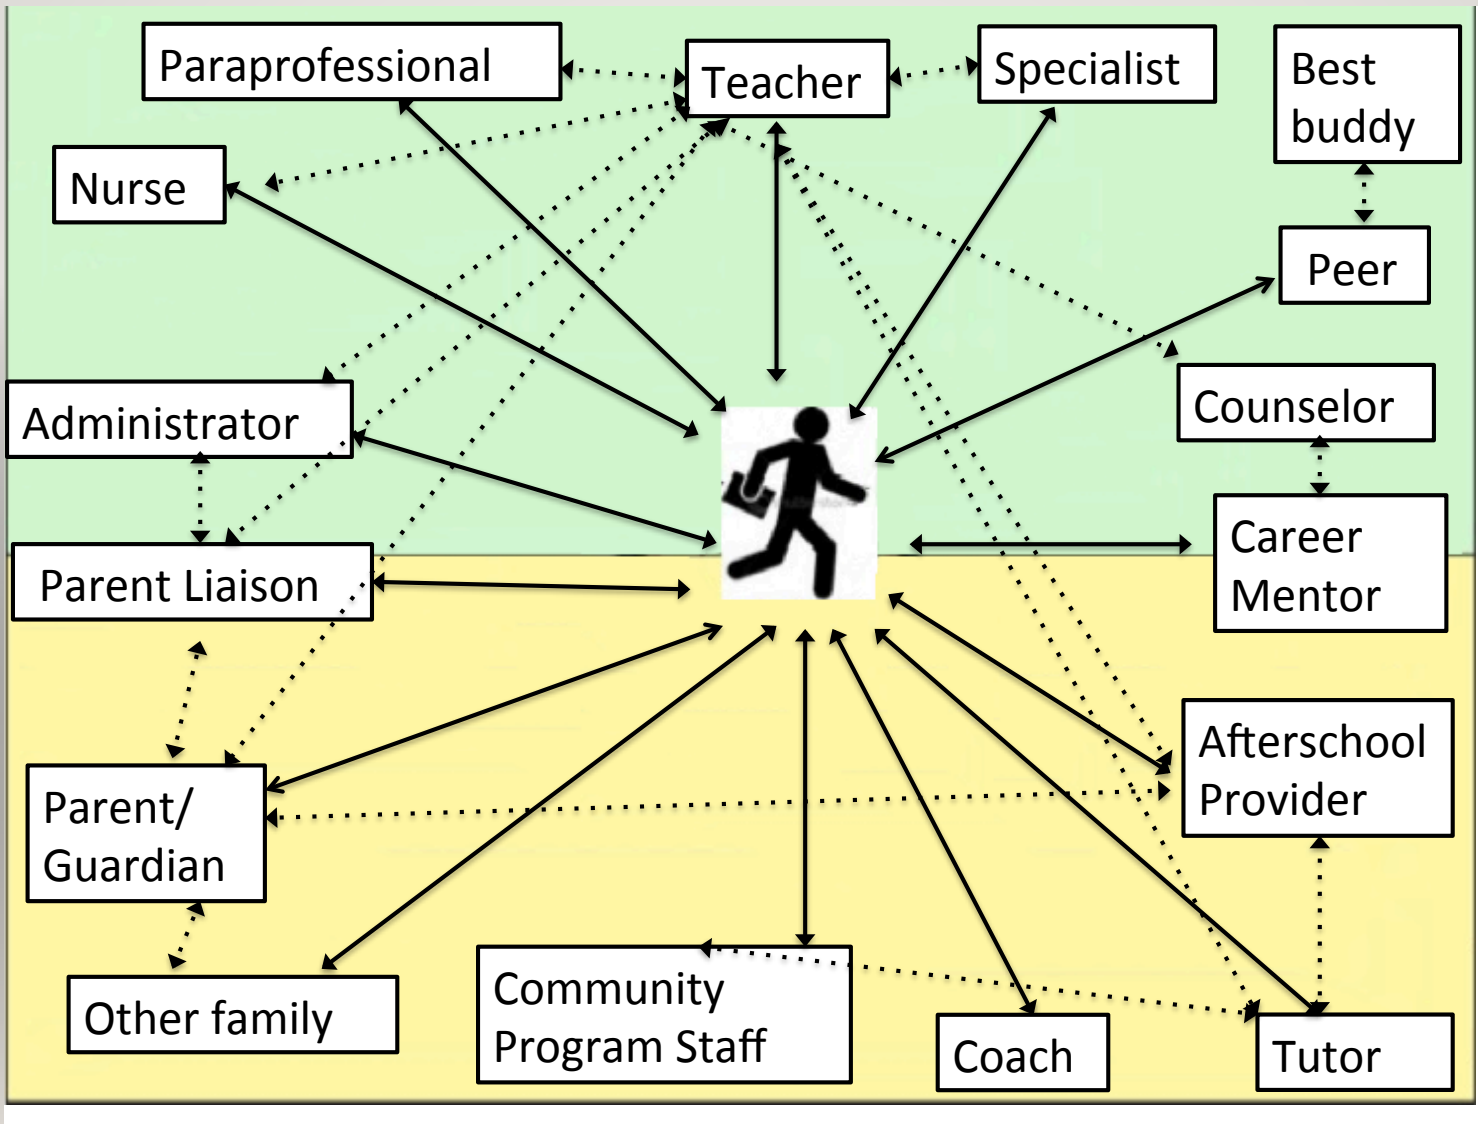 Paraprofessional
Teacher
Specialist
Best
buddy
Nurse
Peer
Administrator
Counselor
Career
Mentor
Parent Liaison
Afterschool
Provider
Parent/
Guardian
Other family
Community
Program Staff
Coach
Tutor